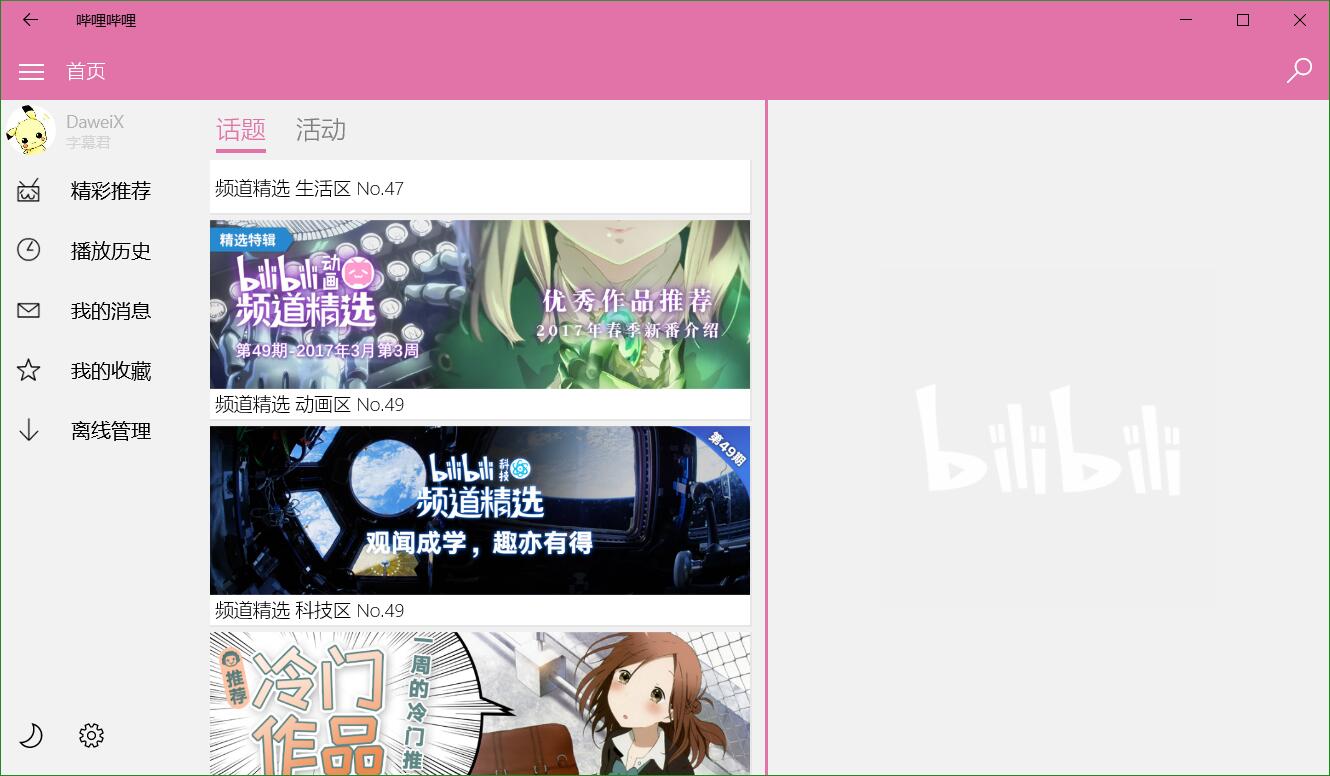 哔哩哔哩
首页
DaweiX
字幕君
精彩推荐
播放历史
我的消息
我的收藏
离线管理
话题 活动
频道精选 生活区 No.47
精选特辑
bilibili 动画
频道精选
第49期-2017年3月第3周
优秀作品推荐
2017年春季新番介绍
频道精选 动画区 No.49
第49期
bilibili 科技
频道精选
观闻成学，趣亦有得
频道精选 科技区 No.49
推荐
冷门
作品
一周的冷门推
bilibili